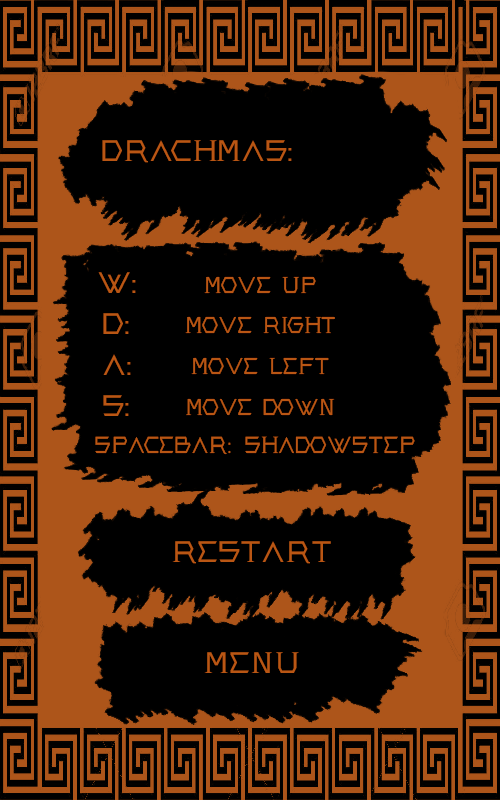 DRACHMAS:
W: MOVE UP
D: MOVE RIGHT
A: MOVE LEFT
S: MOVE DOWN
SPACEBAR: SHADOWSTEP
RESTART
MENU